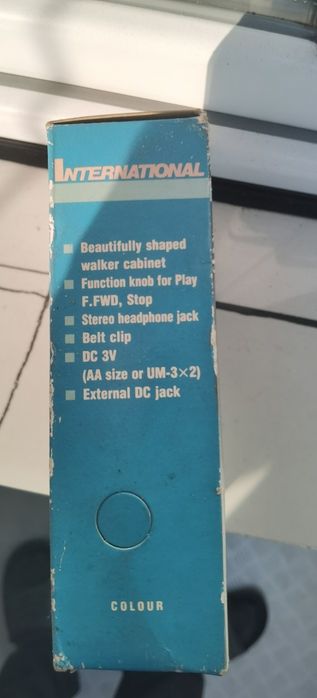 INTERNATIONAL
Beautifully shaped
walker cabinet
Function knob for Play
F.FWD, Stop
Stereo headphone jack
Belt clip
DC 3V
(AA size or UM-3×2)
External DC jack
COLOUR